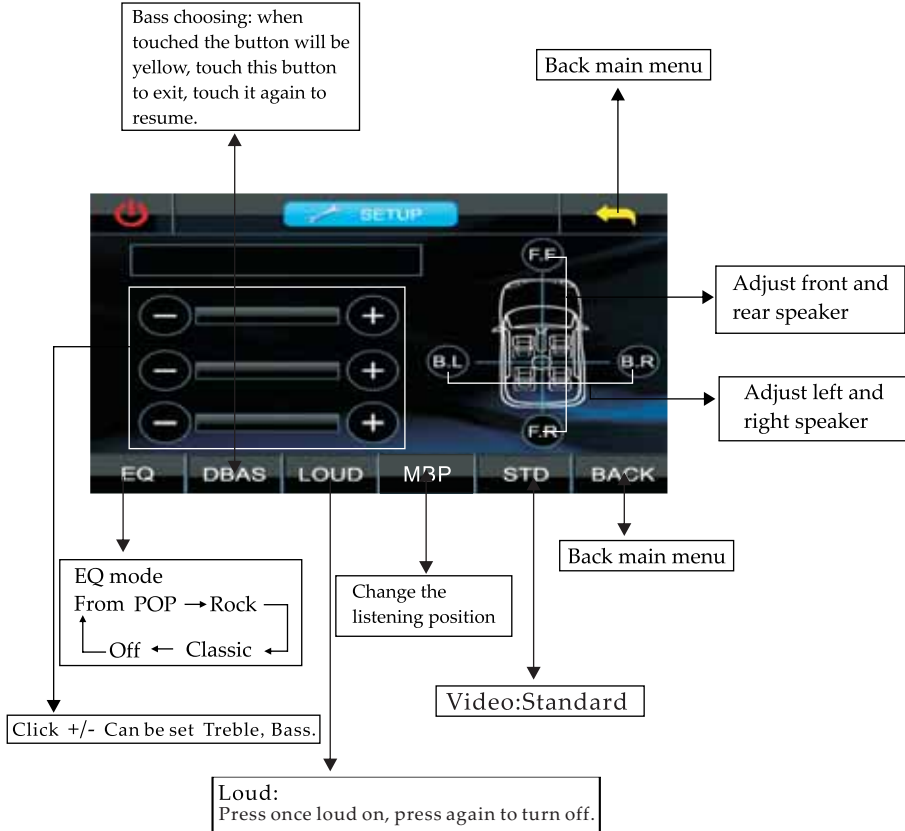 Bass choosing: when
touched the button will be
yellow, touch this button
to exit, touch it again to
resume.
Back main menu
SETUP
F.F
B.L
B.R
F.R
Adjust front and
rear speaker
Adjust left and
right speaker
EQ DBAS LOUD MBP STD BACK
EQ mode
From POP → Rock
Off ← Classic
Change the
listening position
Back main menu
Video:Standard
Click +/- Can be set Treble, Bass.
Loud:
Press once loud on, press again to turn off.